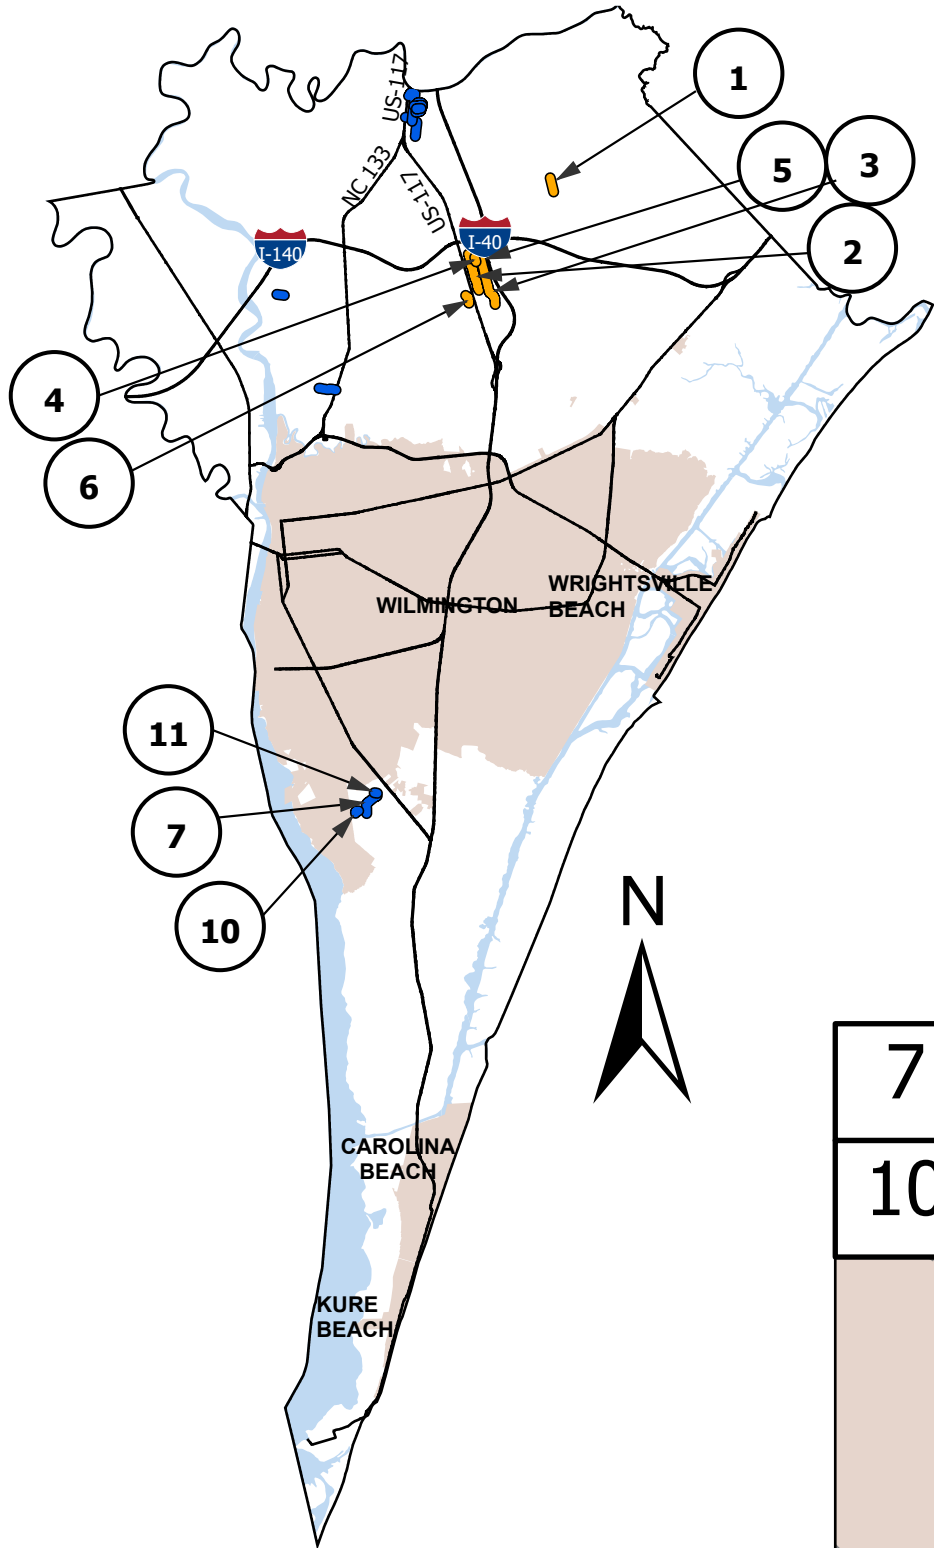 US-117
1
5
3
NC 133
US-117
2
I-140
I-40
4
6
WILMINGTON
WRIGHTSVILLE
BEACH
11
7
10
N
7
10
CAROLINA
BEACH
KURE
BEACH